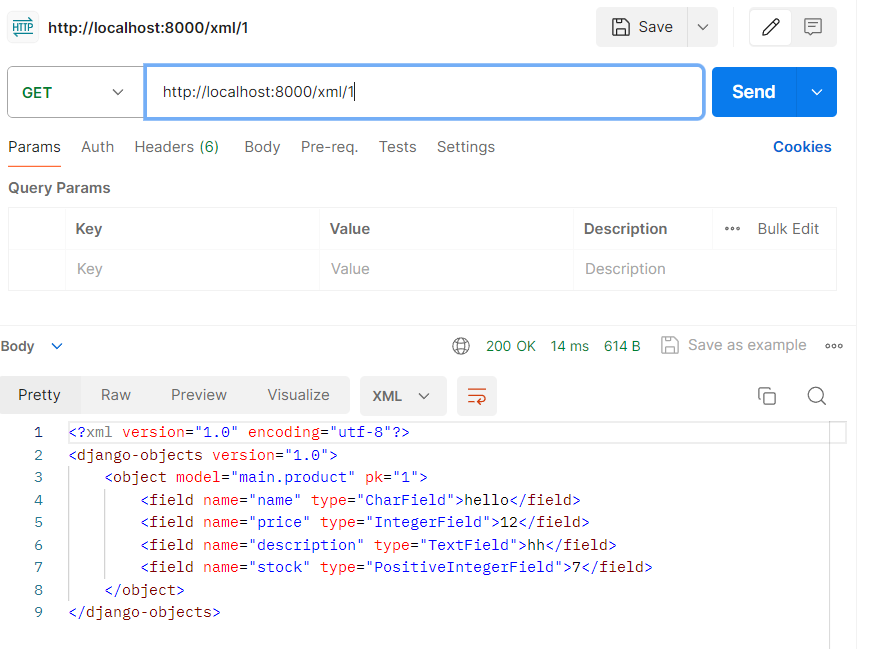 HTTP http://localhost:8000/xml/1 Save
GET http://localhost:8000/xml/1 Send
Params Auth Headers (6) Body Pre-req. Tests Settings Cookies
Query Params
Key Value Description ••• Bulk Edit
Key Value Description
Body 200 OK 14 ms 614 B Save as example
Pretty Raw Preview Visualize XML
1 <?xml version="1.0" encoding="utf-8"?>
2 <django-objects version="1.0">
3 <object model="main.product" pk="1">
4 <field name="name" type="CharField">hello</field>
5 <field name="price" type="IntegerField">12</field>
6 <field name="description" type="TextField">hh</field>
7 <field name="stock" type="PositiveIntegerField">7</field>
8 </object>
9 </django-objects>